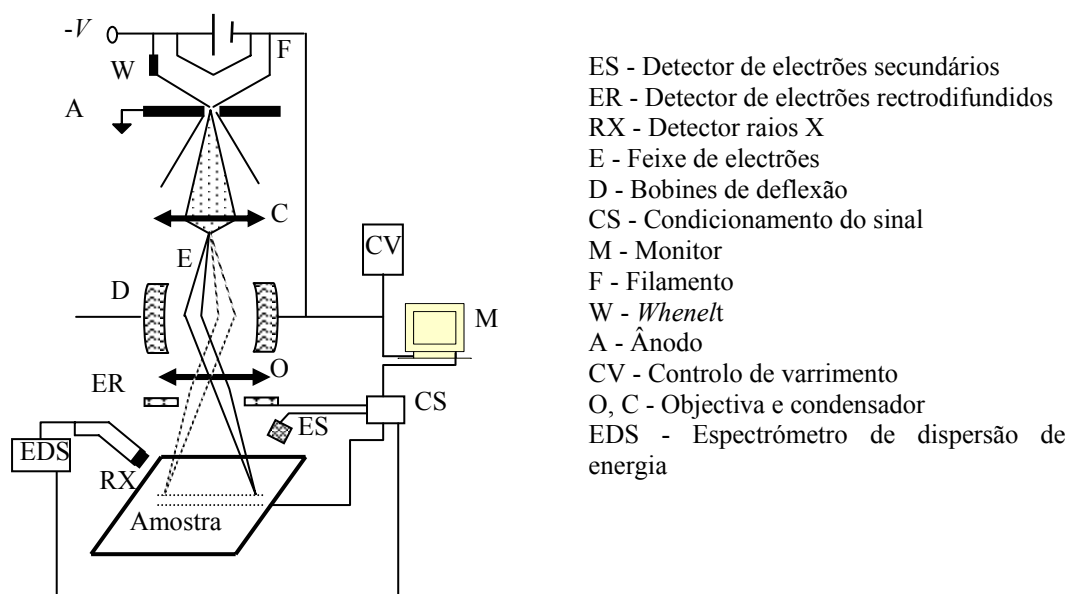 -V
F
W
A
C
E
CV
D
M
O
ER
CS
ES
EDS
RX
Amostra
ES - Detector de electrões secundários
ER - Detector de electrões rectrodifundidos
RX - Detector raios X
E - Feixe de electrões
D - Bobines de deflexão
CS - Condicionamento do sinal
M - Monitor
F - Filamento
W - Whenelt
A - Ânodo
CV - Controlo de varrimento
O, C - Objectiva e condensador
EDS - Espectrómetro de dispersão de
energia